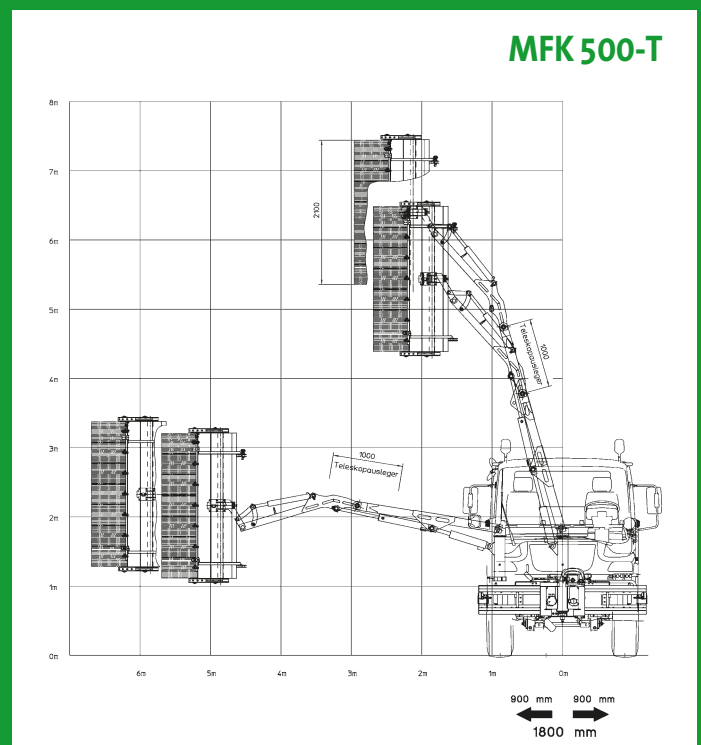 MFK 500-T
8m
7m
2100
6m
5m
1000
Teleskopausleger
4m
3m
1000
Teleskopausleger
2m
1m
0m
6m 5m 4m 3m 2m 1m 0m
900 mm 900 mm
1800 mm